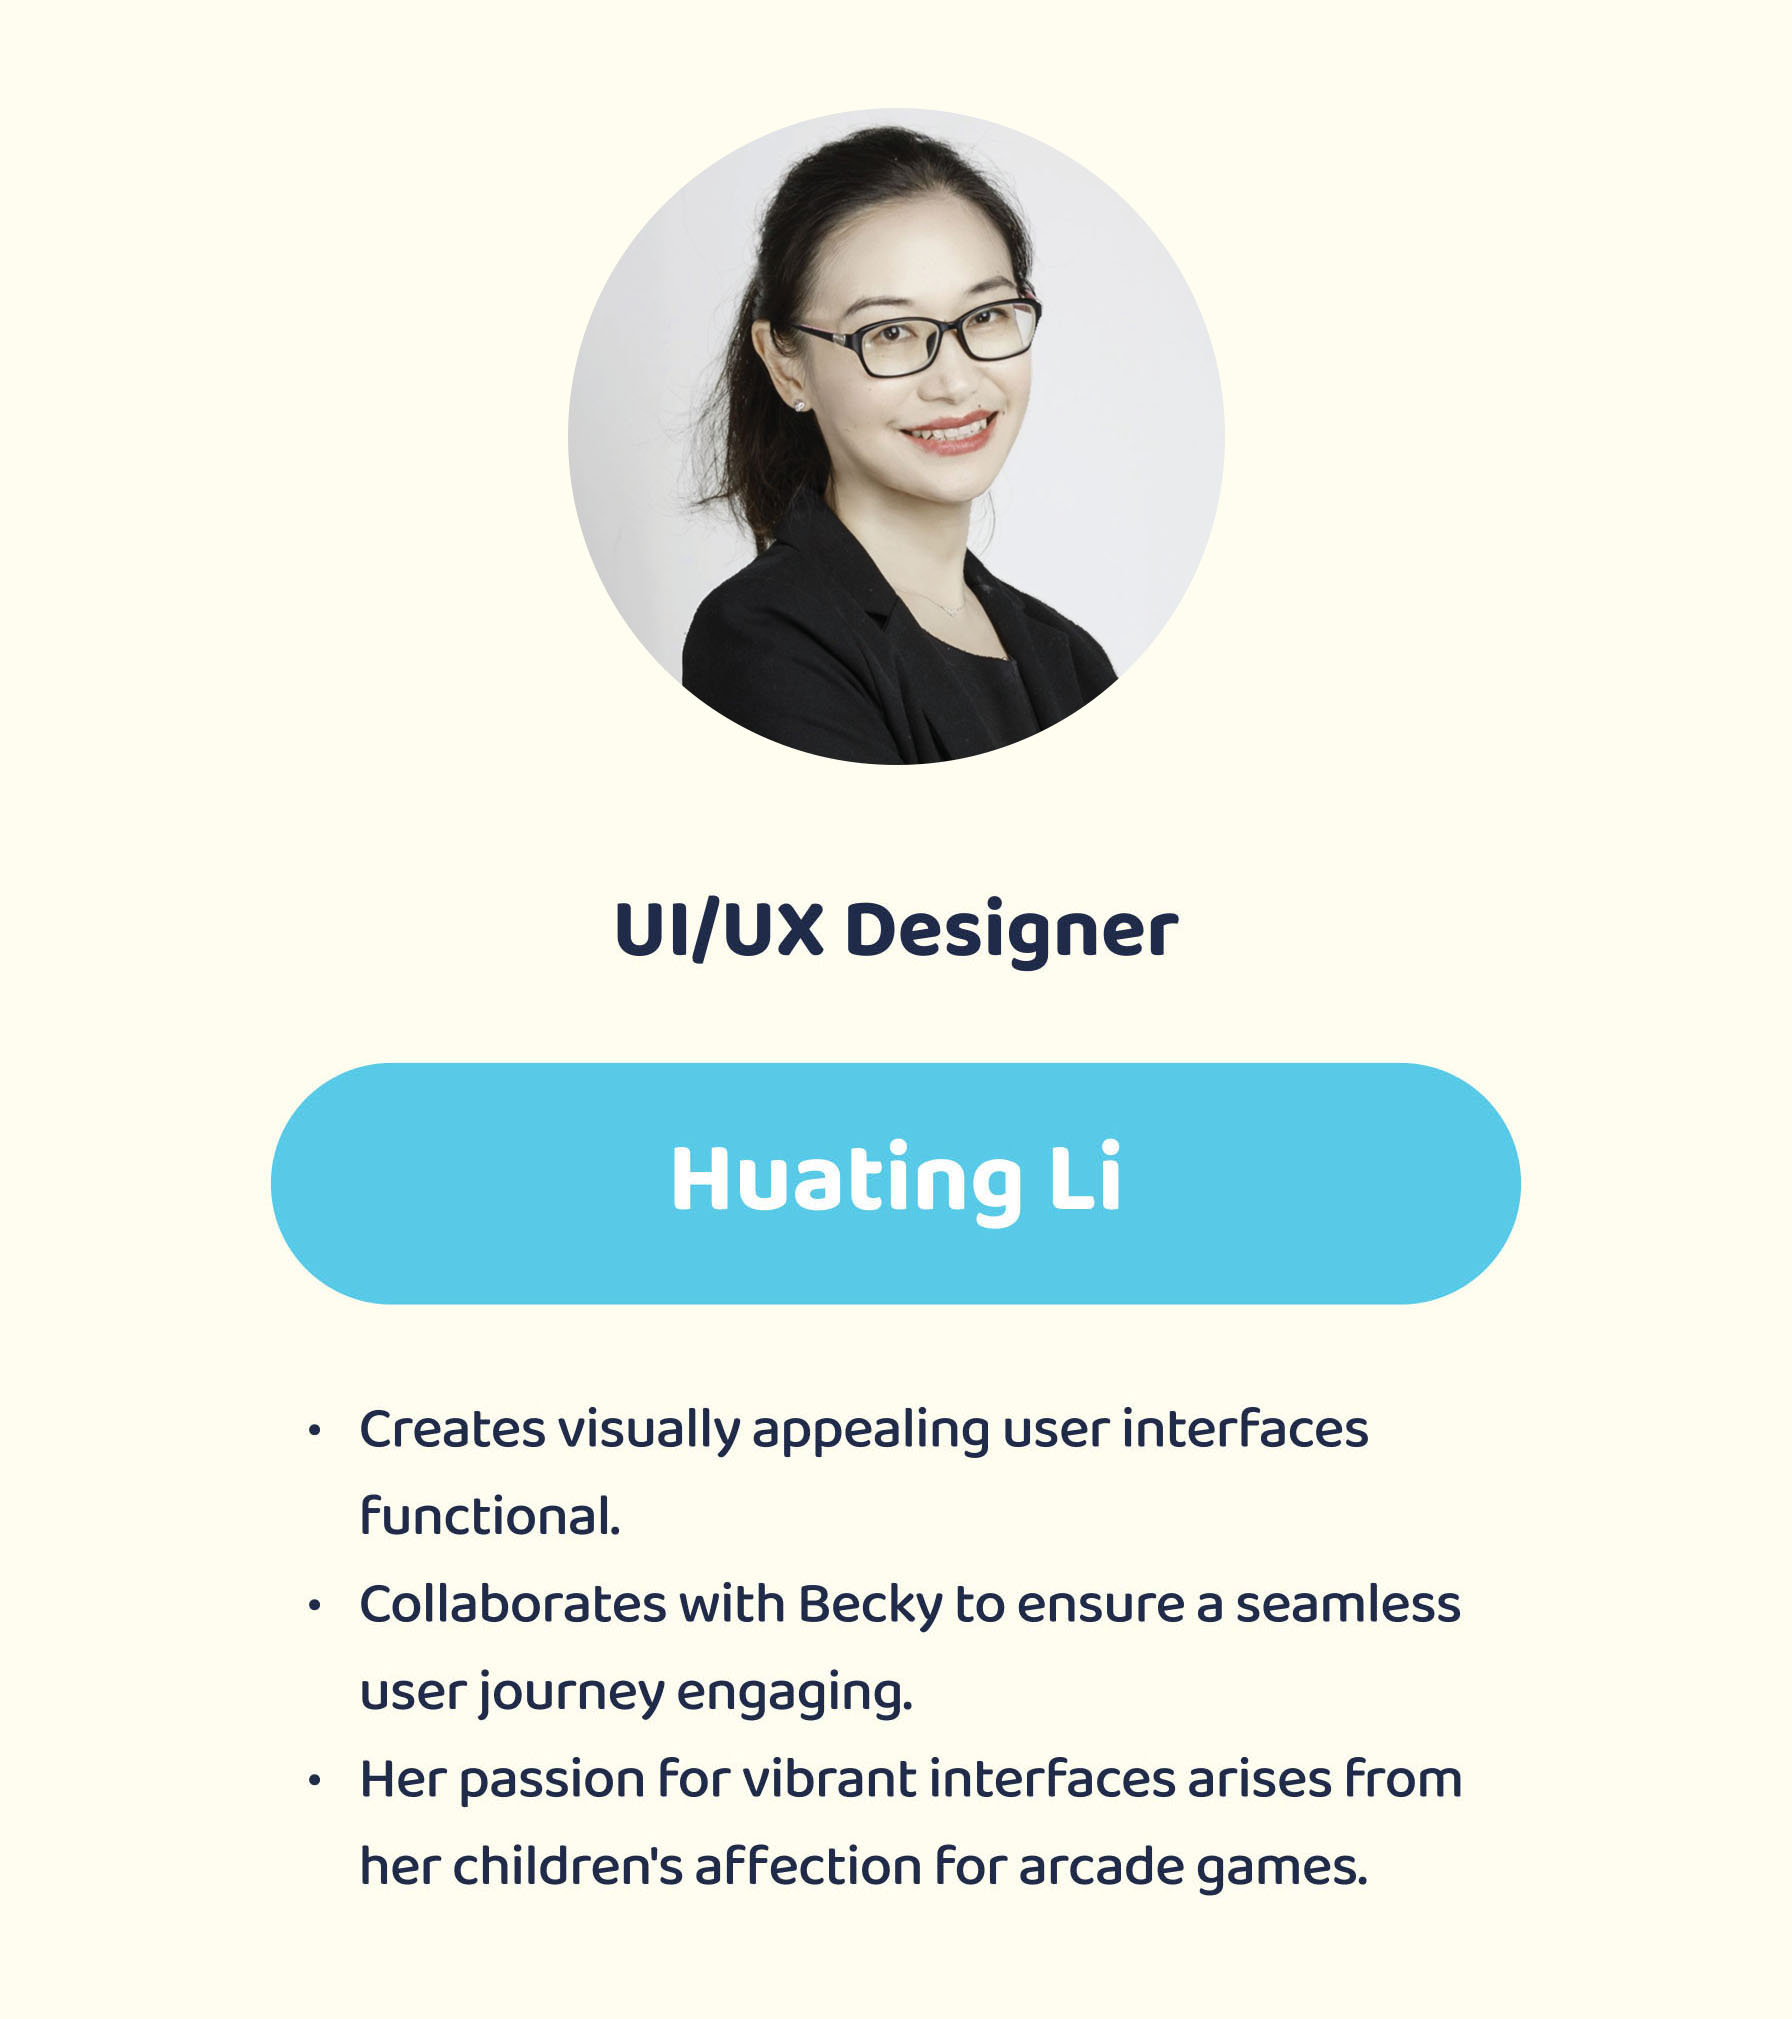 UI/UX Designer
Huating Li
• Creates visually appealing user interfaces
functional.
• Collaborates with Becky to ensure a seamless
user journey engaging.
• Her passion for vibrant interfaces arises from
her children's affection for arcade games.